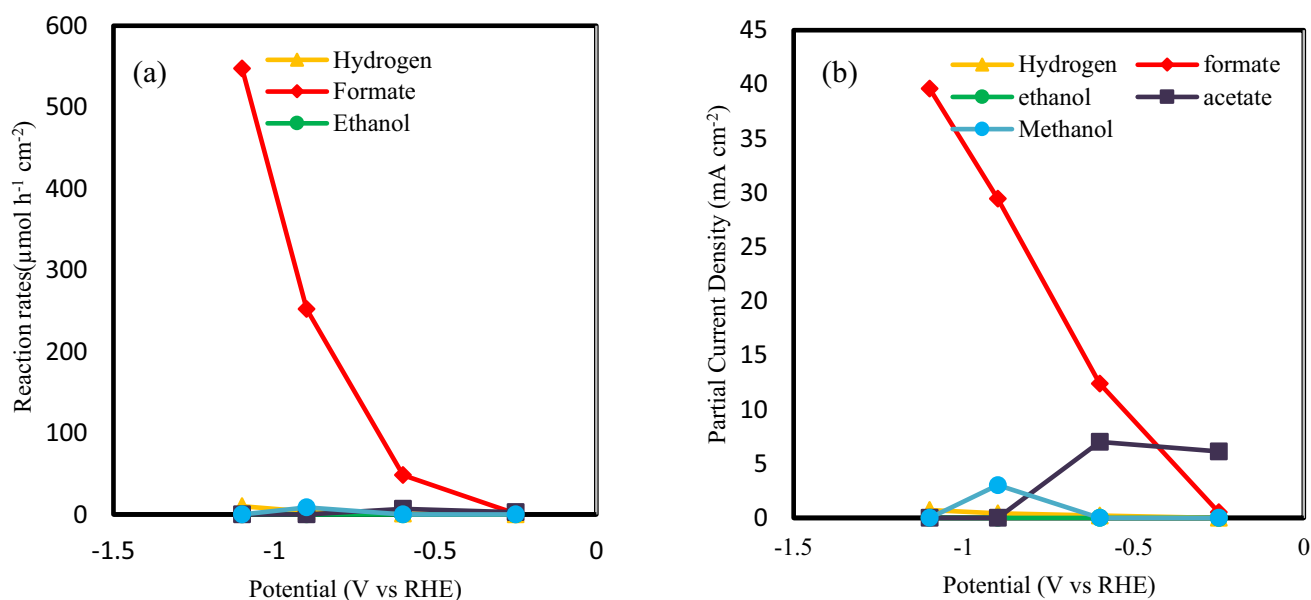 (a)
Hydrogen
Formate
Ethanol
Reaction rates(µmol h⁻¹ cm⁻²)
600
500
400
300
200
100
0
-1.5
-1
-0.5
0
Potential (V vs RHE)
(b)
Hydrogen
formate
ethanol
acetate
Methanol
Partial Current Density (mA cm⁻²)
45
40
35
30
25
20
15
10
5
0
-1.5
-1
-0.5
0
Potential (V vs RHE)